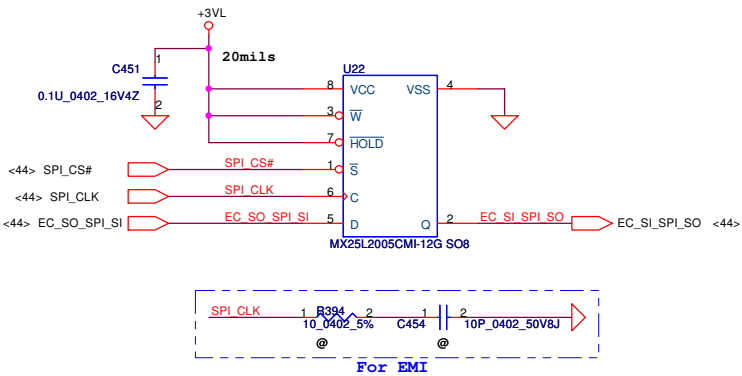 +3VL
20mils
C451
1
2
0.1U_0402_16V4Z
U22
8 VCC VSS 4
3 W
7 HOLD
<44> SPI_CS# SPI_CS# 1 S
<44> SPI_CLK SPI_CLK 6 C
<44> EC_SO_SPI_SI EC_SO_SPI_SI 5 D Q 2 EC_SI_SPI_SO EC_SI_SPI_SO <44>
MX25L2005CMI-12G SO8
SPI_CLK 1 R394 2 1 2
10_0402_5% C454 10P_0402_50V8J
@ @
For EMI